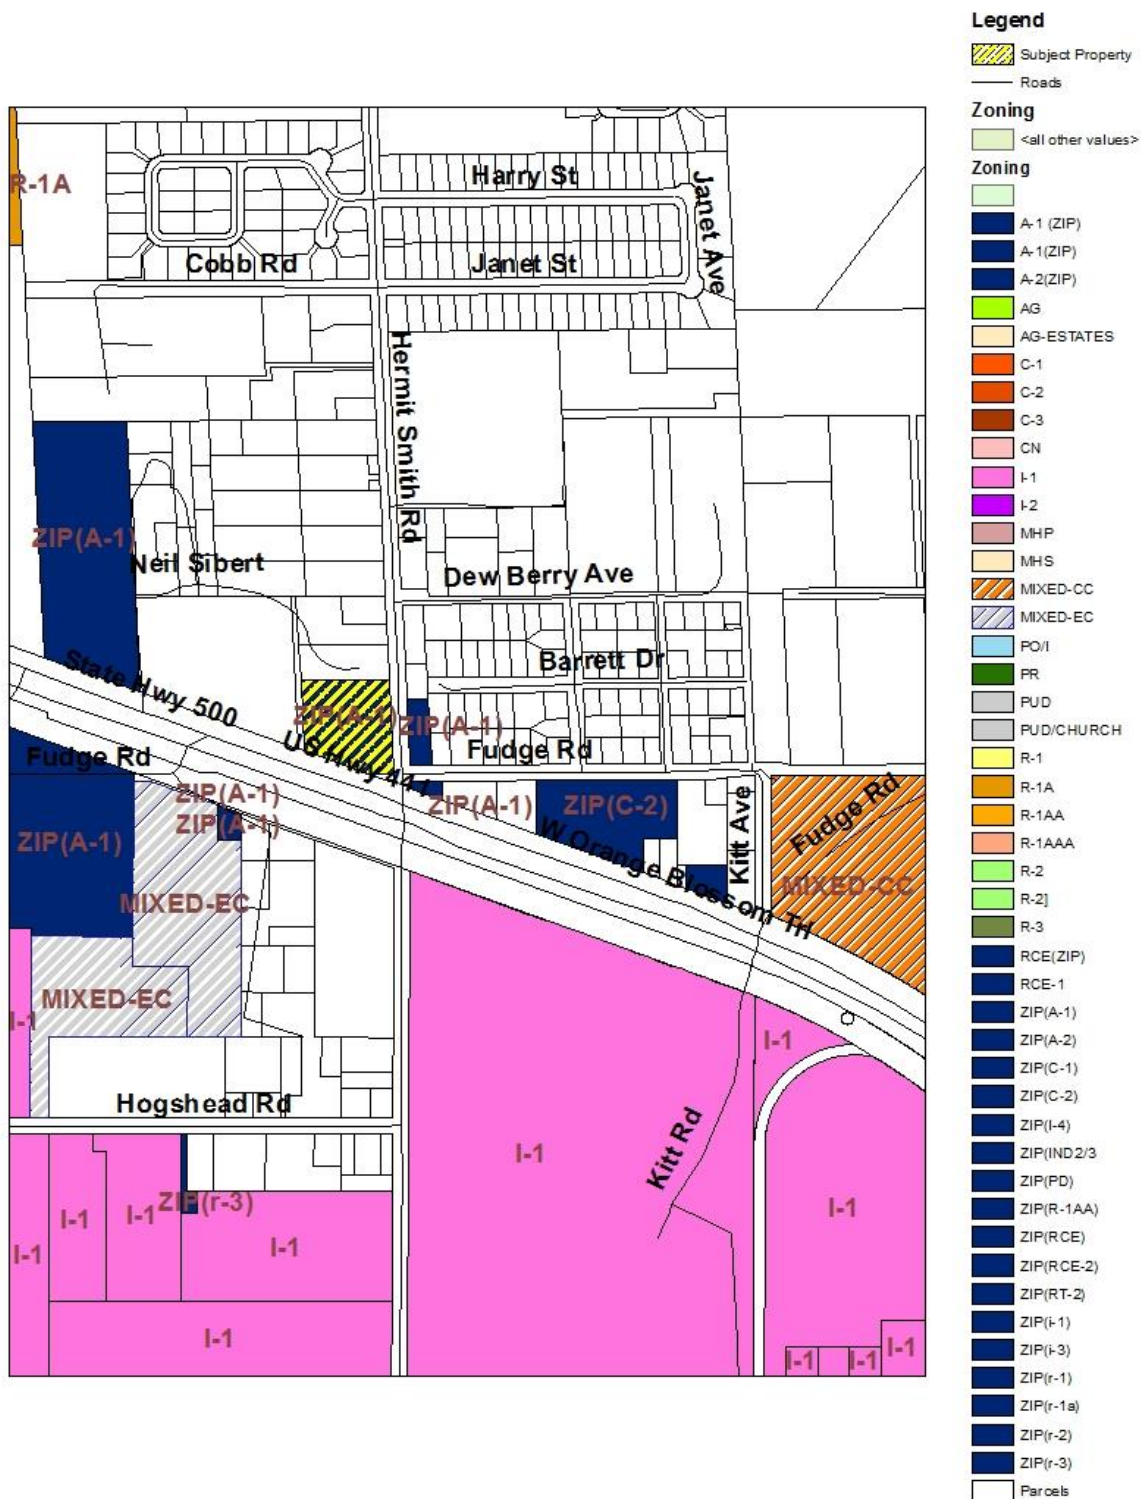 Legend
Subject Property
Roads
Zoning
<all other values>
Zoning
A-1 (ZIP)
A-1(ZIP)
A-2(ZIP)
AG
AG-ESTATES
C-1
C-2
C-3
CN
I-1
I-2
MHP
MHS
MIXED-CC
MIXED-EC
PO/I
PR
PUD
PUD/CHURCH
R-1
R-1A
R-1AA
R-1AAA
R-2
R-2]
R-3
RCE(ZIP)
RCE-1
ZIP(A-1)
ZIP(A-2)
ZIP(C-1)
ZIP(C-2)
ZIP(I-4)
ZIP(IND2/3
ZIP(PD)
ZIP(R-1AA)
ZIP(RCE)
ZIP(RCE-2)
ZIP(RT-2)
ZIP(i-1)
ZIP(i-3)
ZIP(r-1)
ZIP(r-1a)
ZIP(r-2)
ZIP(r-3)
Parcels
R-1A
Harry St
Janet Ave
Cobb Rd
Janet St
Hermit Smith Rd
ZIP(A-1)
Neil Sibert
Dew Berry Ave
Barrett Dr
State Hwy 500
ZIP(A-1)
ZIP(A-1)
US Hwy 441
Fudge Rd
Fudge Rd
ZIP(A-1)
ZIP(A-1)
ZIP(C-2)
Kitt Ave
Fudge Rd
ZIP(A-1)
ZIP(A-1)
W Orange Blossom Trl
MIXED-CC
MIXED-EC
MIXED-EC
I-1
I-1
Hogshead Rd
I-1
Kitt Rd
ZIP(r-3)
I-1
I-1
I-1
I-1
I-1
I-1
I-1
I-1
I-1